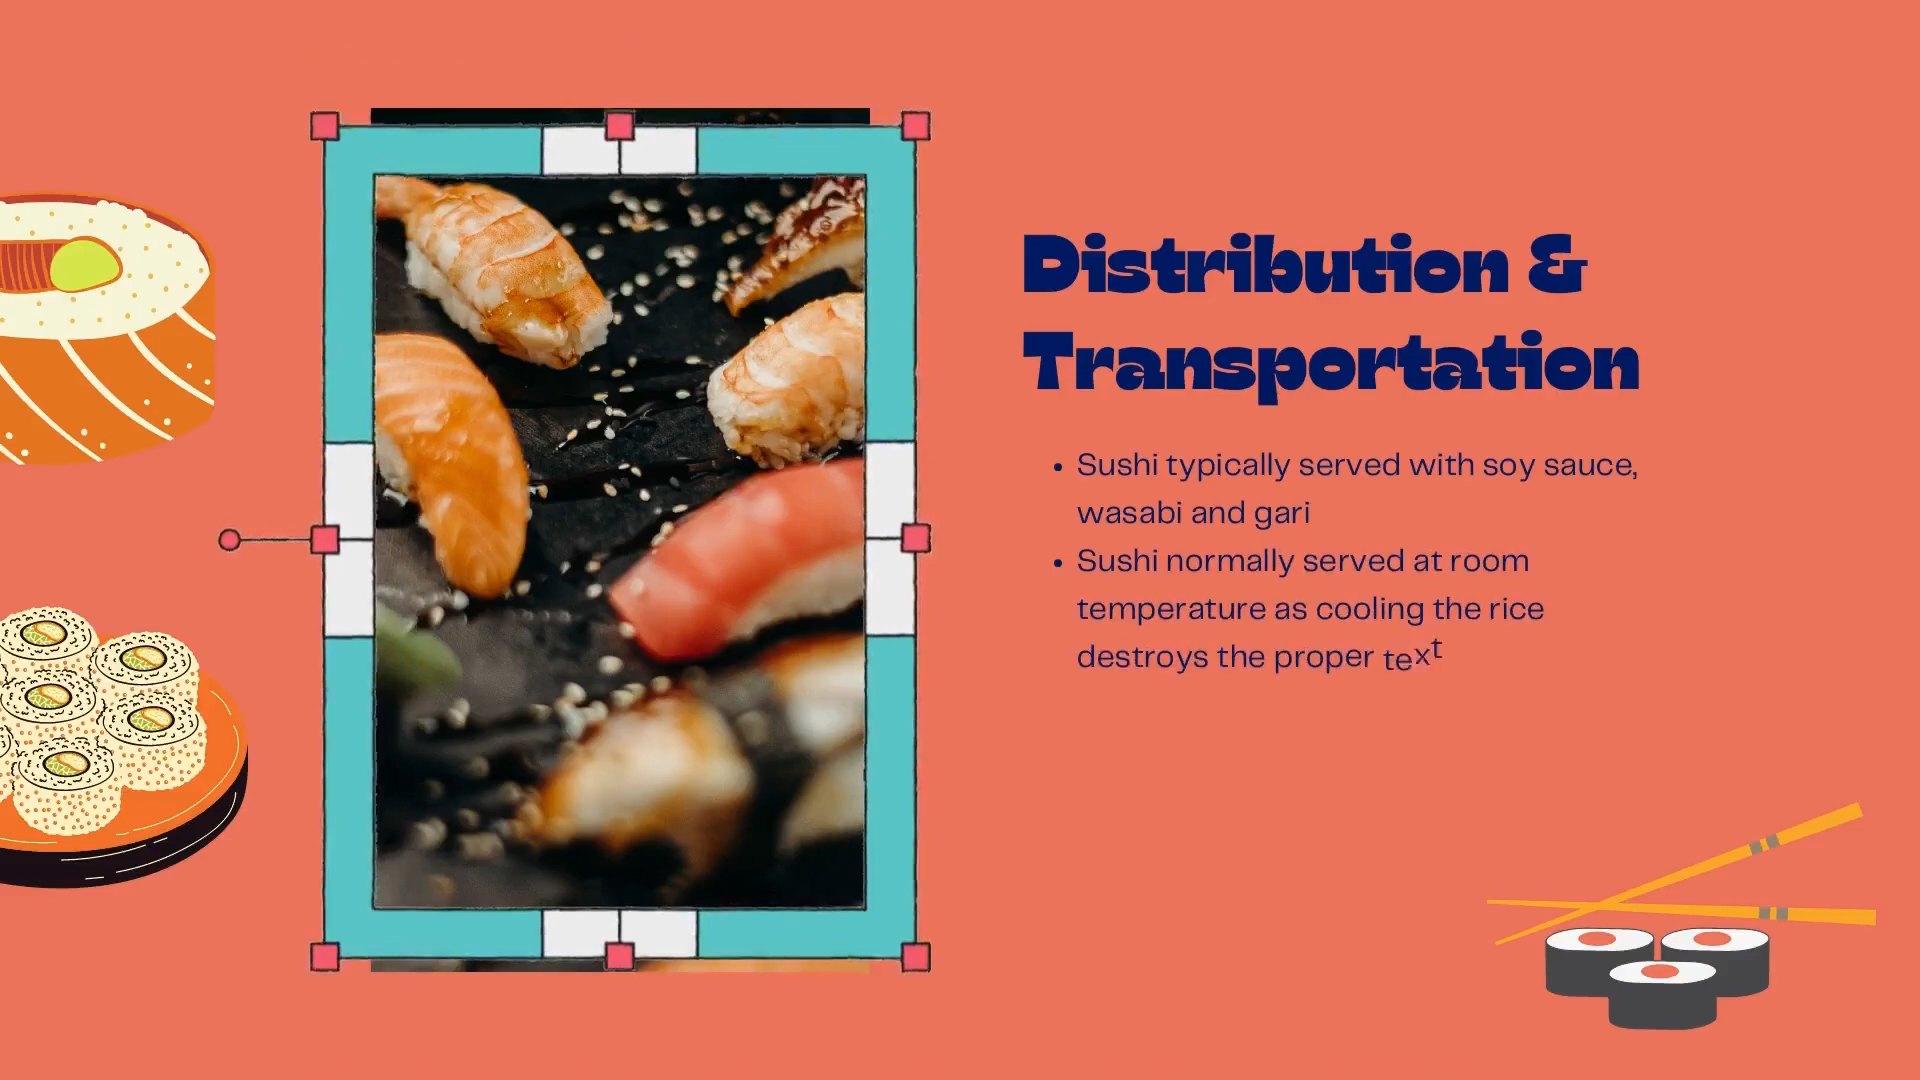 Distribution &
Transportation
• Sushi typically served with soy sauce,
wasabi and gari
• Sushi normally served at room
temperature as cooling the rice
destroys the proper text